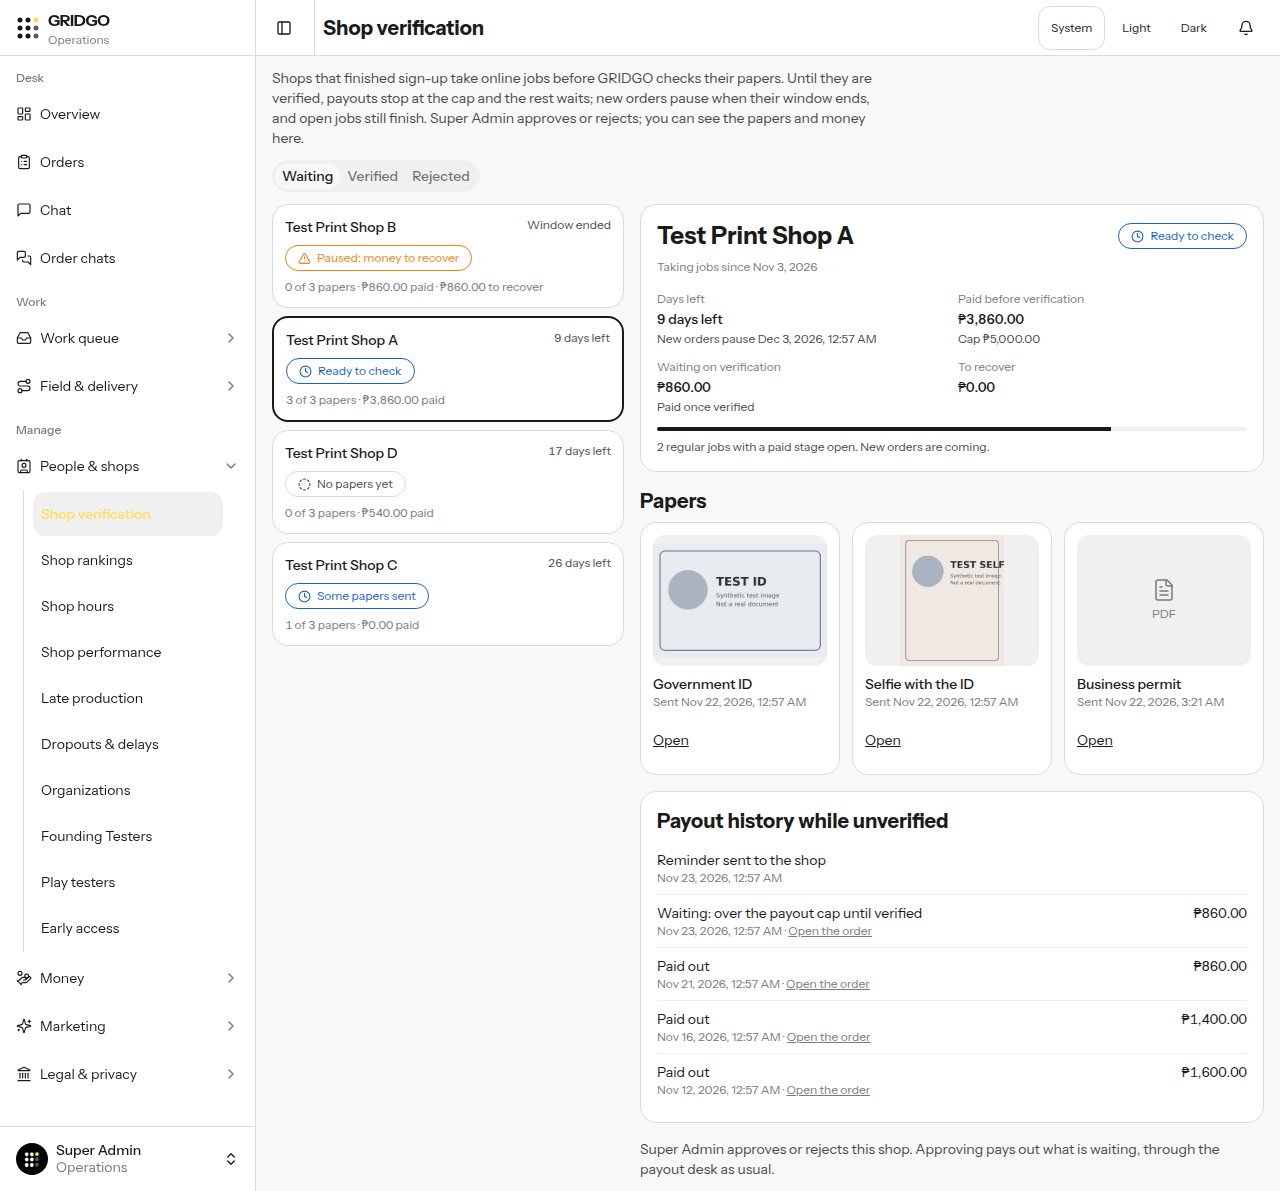 GRIDGO
Operations
Desk
Overview
Orders
Chat
Order chats
Work
Work queue
Field & delivery
Manage
People & shops
Shop verification
Shop rankings
Shop hours
Shop performance
Late production
Dropouts & delays
Organizations
Founding Testers
Play testers
Early access
Money
Marketing
Legal & privacy
Super Admin
Operations
Shop verification
System
Light
Dark
Shops that finished sign-up take online jobs before GRIDGO checks their papers. Until they are
verified, payouts stop at the cap and the rest waits; new orders pause when their window ends,
and open jobs still finish. Super Admin approves or rejects; you can see the papers and money
here.
Waiting
Verified
Rejected
Test Print Shop B
Window ended
Paused: money to recover
0 of 3 papers · ₱860.00 paid · ₱860.00 to recover
Test Print Shop A
9 days left
Ready to check
3 of 3 papers · ₱3,860.00 paid
Test Print Shop D
17 days left
No papers yet
0 of 3 papers · ₱540.00 paid
Test Print Shop C
26 days left
Some papers sent
1 of 3 papers · ₱0.00 paid
Test Print Shop A
Ready to check
Taking jobs since Nov 3, 2026
Days left
9 days left
New orders pause Dec 3, 2026, 12:57 AM
Paid before verification
₱3,860.00
Cap ₱5,000.00
Waiting on verification
₱860.00
Paid once verified
To recover
₱0.00
2 regular jobs with a paid stage open. New orders are coming.
Papers
TEST ID
Synthetic test image
Not a real document
Government ID
Sent Nov 22, 2026, 12:57 AM
Open
TEST SELF
Synthetic test image
Not a real document
Selfie with the ID
Sent Nov 22, 2026, 12:57 AM
Open
PDF
Business permit
Sent Nov 22, 2026, 3:21 AM
Open
Payout history while unverified
Reminder sent to the shop
Nov 23, 2026, 12:57 AM
Waiting: over the payout cap until verified
₱860.00
Nov 23, 2026, 12:57 AM · Open the order
Paid out
₱860.00
Nov 21, 2026, 12:57 AM · Open the order
Paid out
₱1,400.00
Nov 16, 2026, 12:57 AM · Open the order
Paid out
₱1,600.00
Nov 12, 2026, 12:57 AM · Open the order
Super Admin approves or rejects this shop. Approving pays out what is waiting, through the
payout desk as usual.